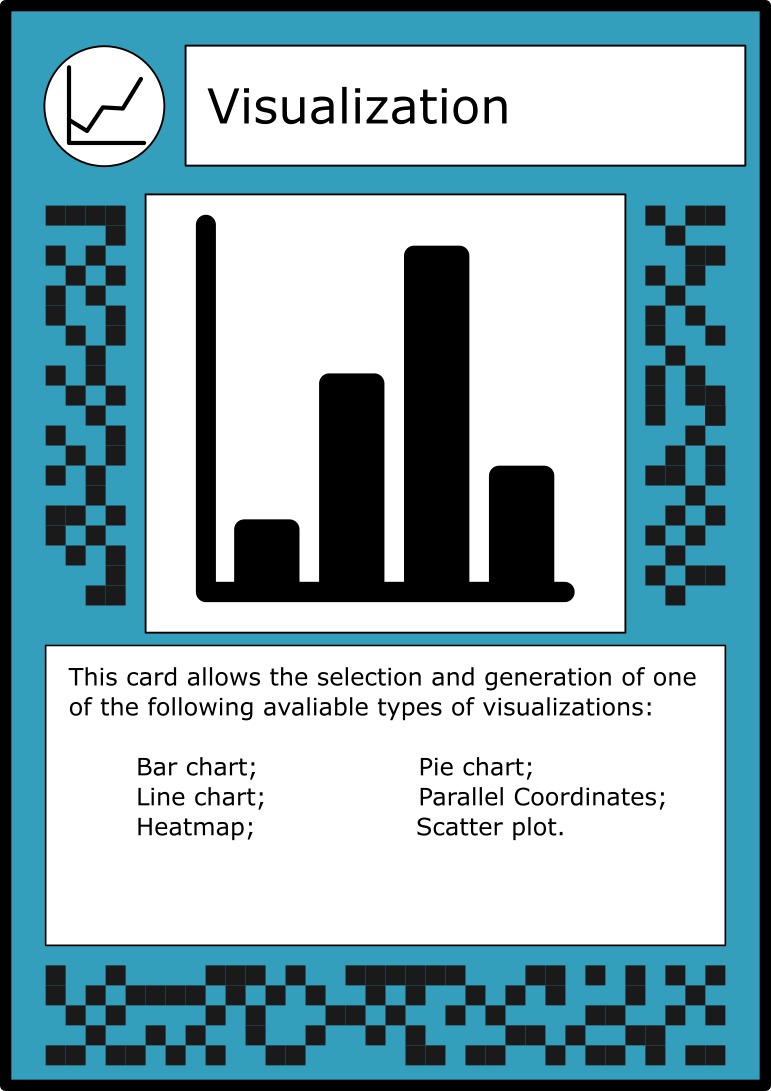 Visualization
This card allows the selection and generation of one
of the following avaliable types of visualizations:
Bar chart; Pie chart;
Line chart; Parallel Coordinates;
Heatmap; Scatter plot.